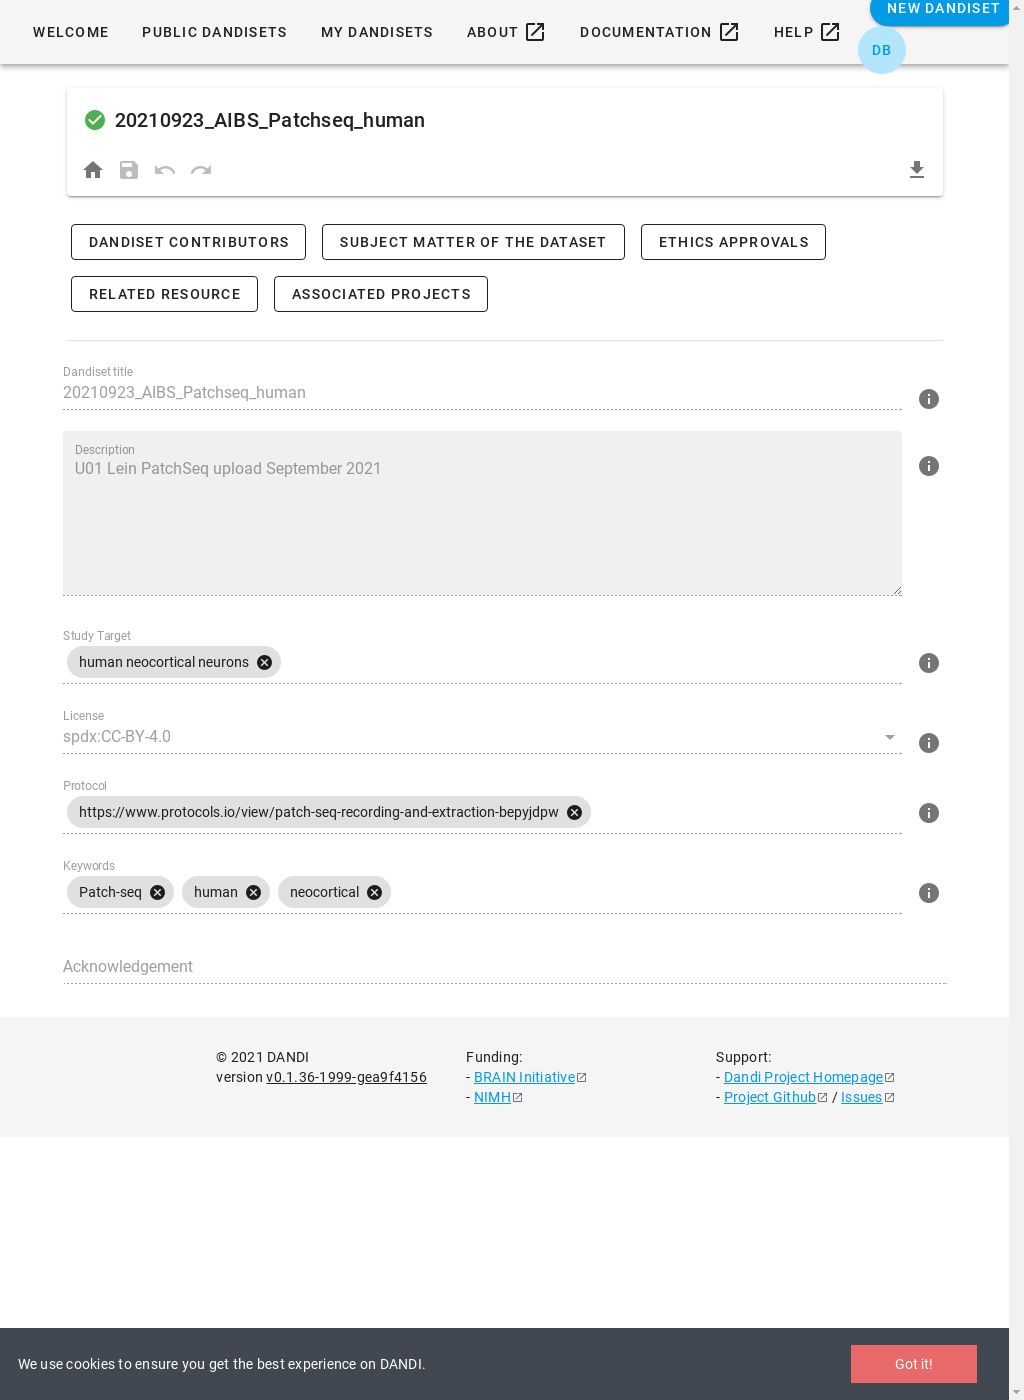 NEW DANDISET
WELCOME PUBLIC DANDISETS MY DANDISETS ABOUT DOCUMENTATION HELP
DB
20210923_AIBS_Patchseq_human
DANDISET CONTRIBUTORS SUBJECT MATTER OF THE DATASET ETHICS APPROVALS
RELATED RESOURCE ASSOCIATED PROJECTS
Dandiset title
20210923_AIBS_Patchseq_human
Description
U01 Lein PatchSeq upload September 2021
Study Target
human neocortical neurons
License
spdx:CC-BY-4.0
Protocol
https://www.protocols.io/view/patch-seq-recording-and-extraction-bepyjdpw
Keywords
Patch-seq human neocortical
Acknowledgement
© 2021 DANDI
version v0.1.36-1999-gea9f4156
Funding:
- BRAIN Initiative
- NIMH
Support:
- Dandi Project Homepage
- Project Github / Issues
We use cookies to ensure you get the best experience on DANDI.
Got it!